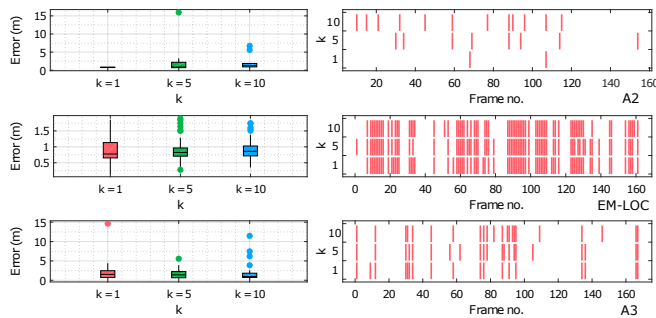 Error (m)
15
10
5
0
k = 1 k = 5 k = 10
k
k
10
5
1
20 40 60 80 100 120 140 160
Frame no.
A2
Error (m)
1.5
1
0.5
k = 1 k = 5 k = 10
k
k
10
5
1
0 20 40 60 80 100 120 140 160
Frame no.
EM-LOC
Error (m)
15
10
5
0
k = 1 k = 5 k = 10
k
k
10
5
1
0 20 40 60 80 100 120 140 160
Frame no.
A3